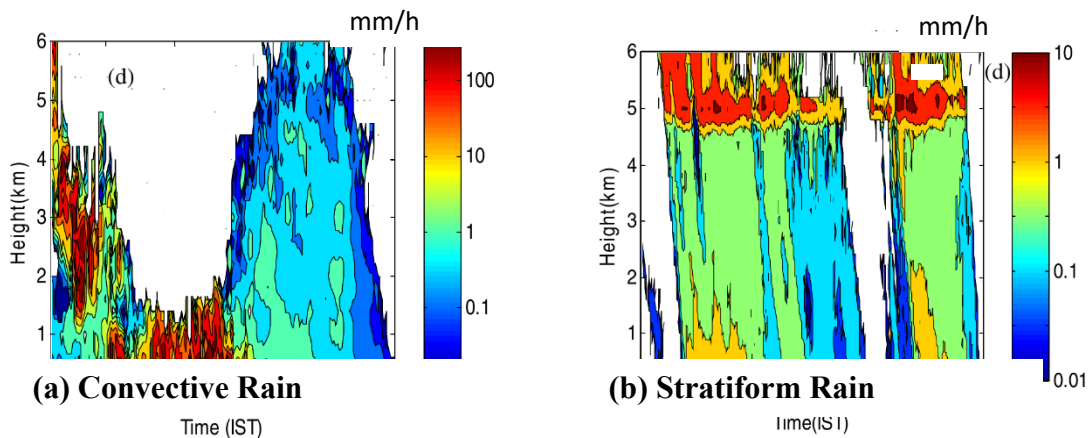 mm/h
6
5
4
3
2
1
Height(km)
(d)
100
10
1
0.1
(a) Convective Rain
Time (IST)
mm/h
6
5
4
3
2
1
Height(km)
(d)
10
1
0.1
0.01
(b) Stratiform Rain
Time(IST)